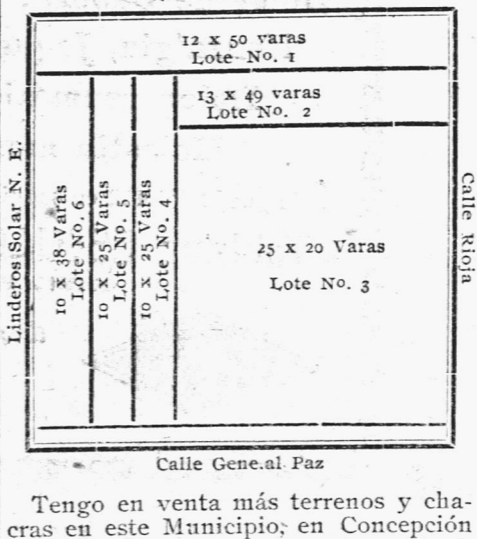 12 x 50 varas
Lote No. 1
13 x 49 varas
Lote No. 2
Linderos Solar N. E.
10 x 38 Varas
Lote No. 6
10 x 25 Varas
Lote No. 5
10 x 25 Varas
Lote No. 4
25 x 20 Varas
Lote No. 3
Calle Rioja
Calle Gene.al Paz
Tengo en venta más terrenos y cha-
cras en este Municipio, en Concepción